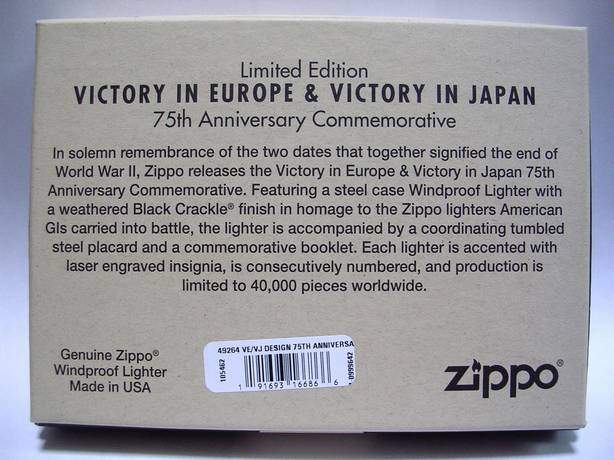 Limited Edition
VICTORY IN EUROPE & VICTORY IN JAPAN
75th Anniversary Commemorative
In solemn remembrance of the two dates that together signified the end of
World War II, Zippo releases the Victory in Europe & Victory in Japan 75th
Anniversary Commemorative. Featuring a steel case Windproof Lighter with
a weathered Black Crackle® finish in homage to the Zippo lighters American
GIs carried into battle, the lighter is accompanied by a coordinating tumbled
steel placard and a commemorative booklet. Each lighter is accented with
laser engraved insignia, is consecutively numbered, and production is
limited to 40,000 pieces worldwide.
Genuine Zippo®
Windproof Lighter
Made in USA
49264 VE/VJ DESIGN 75TH ANNIVERSA
105462
1 91693 16686 6
0999642
zippo®